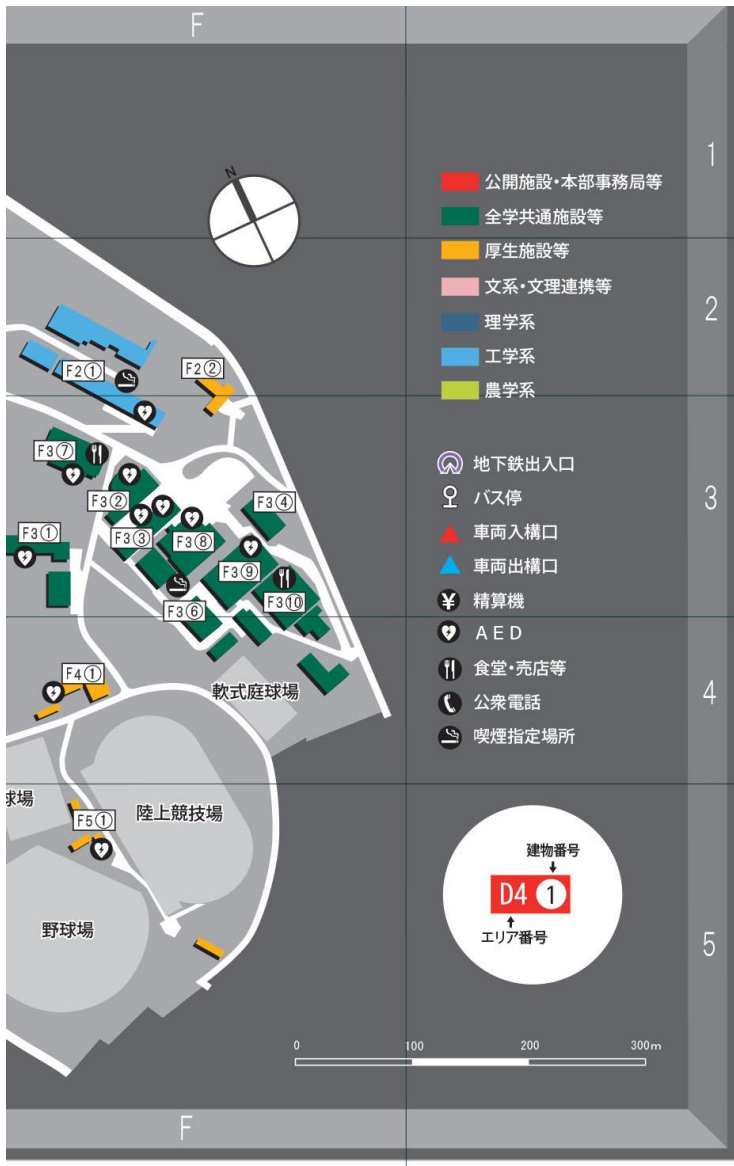 F
1
N
公開施設・本部事務局等
全学共通施設等
厚生施設等
2
文系・文理連携等
理学系
工学系
農学系
F2①
F2②
F3⑦
F3②
F3④
F3①
F3③
F3⑧
F3⑨
F3⑥
F3⑩
地下鉄出入口
バス停
3
車両入構口
車両出構口
¥ 精算機
AED
食堂・売店等
公衆電話
喫煙指定場所
4
F4①
軟式庭球場
球場
陸上競技場
F5①
野球場
建物番号
D4 1
エリア番号
5
0 100 200 300m
F